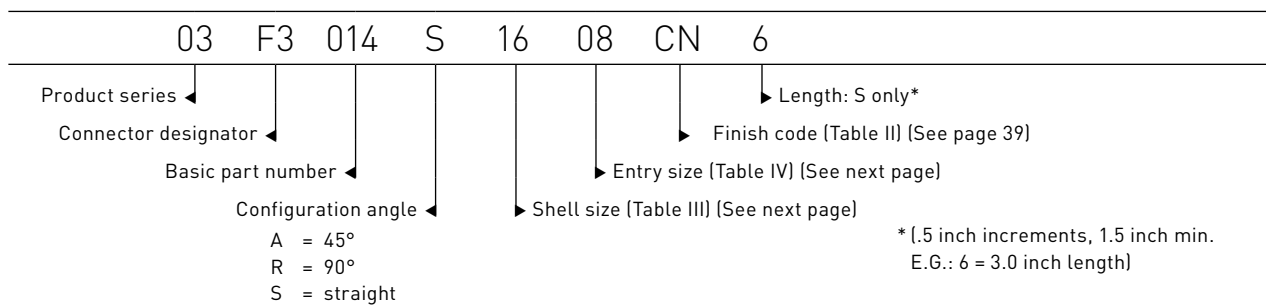 03 F3 014 S 16 08 CN 6
Product series
Length: S only*
Connector designator
Finish code (Table II) (See page 39)
Basic part number
Entry size (Table IV) (See next page)
Configuration angle
Shell size (Table III) (See next page)
A = 45°
R = 90°
S = straight
* (.5 inch increments, 1.5 inch min.
E.G.: 6 = 3.0 inch length)